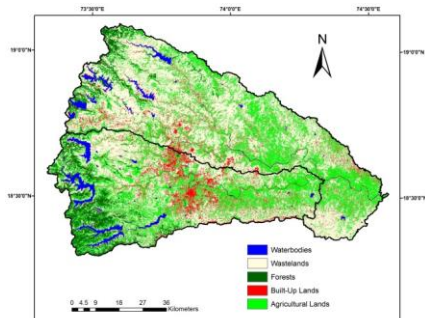 73°30'0"E 74°0'0"E 74°30'0"E
N
19°0'0"N 19°0'0"N
18°30'0"N 18°30'0"N
Waterbodies
Wastelands
Forests
Built-Up Lands
Agricultural Lands
0 4.5 9 18 27 36
Kilometers